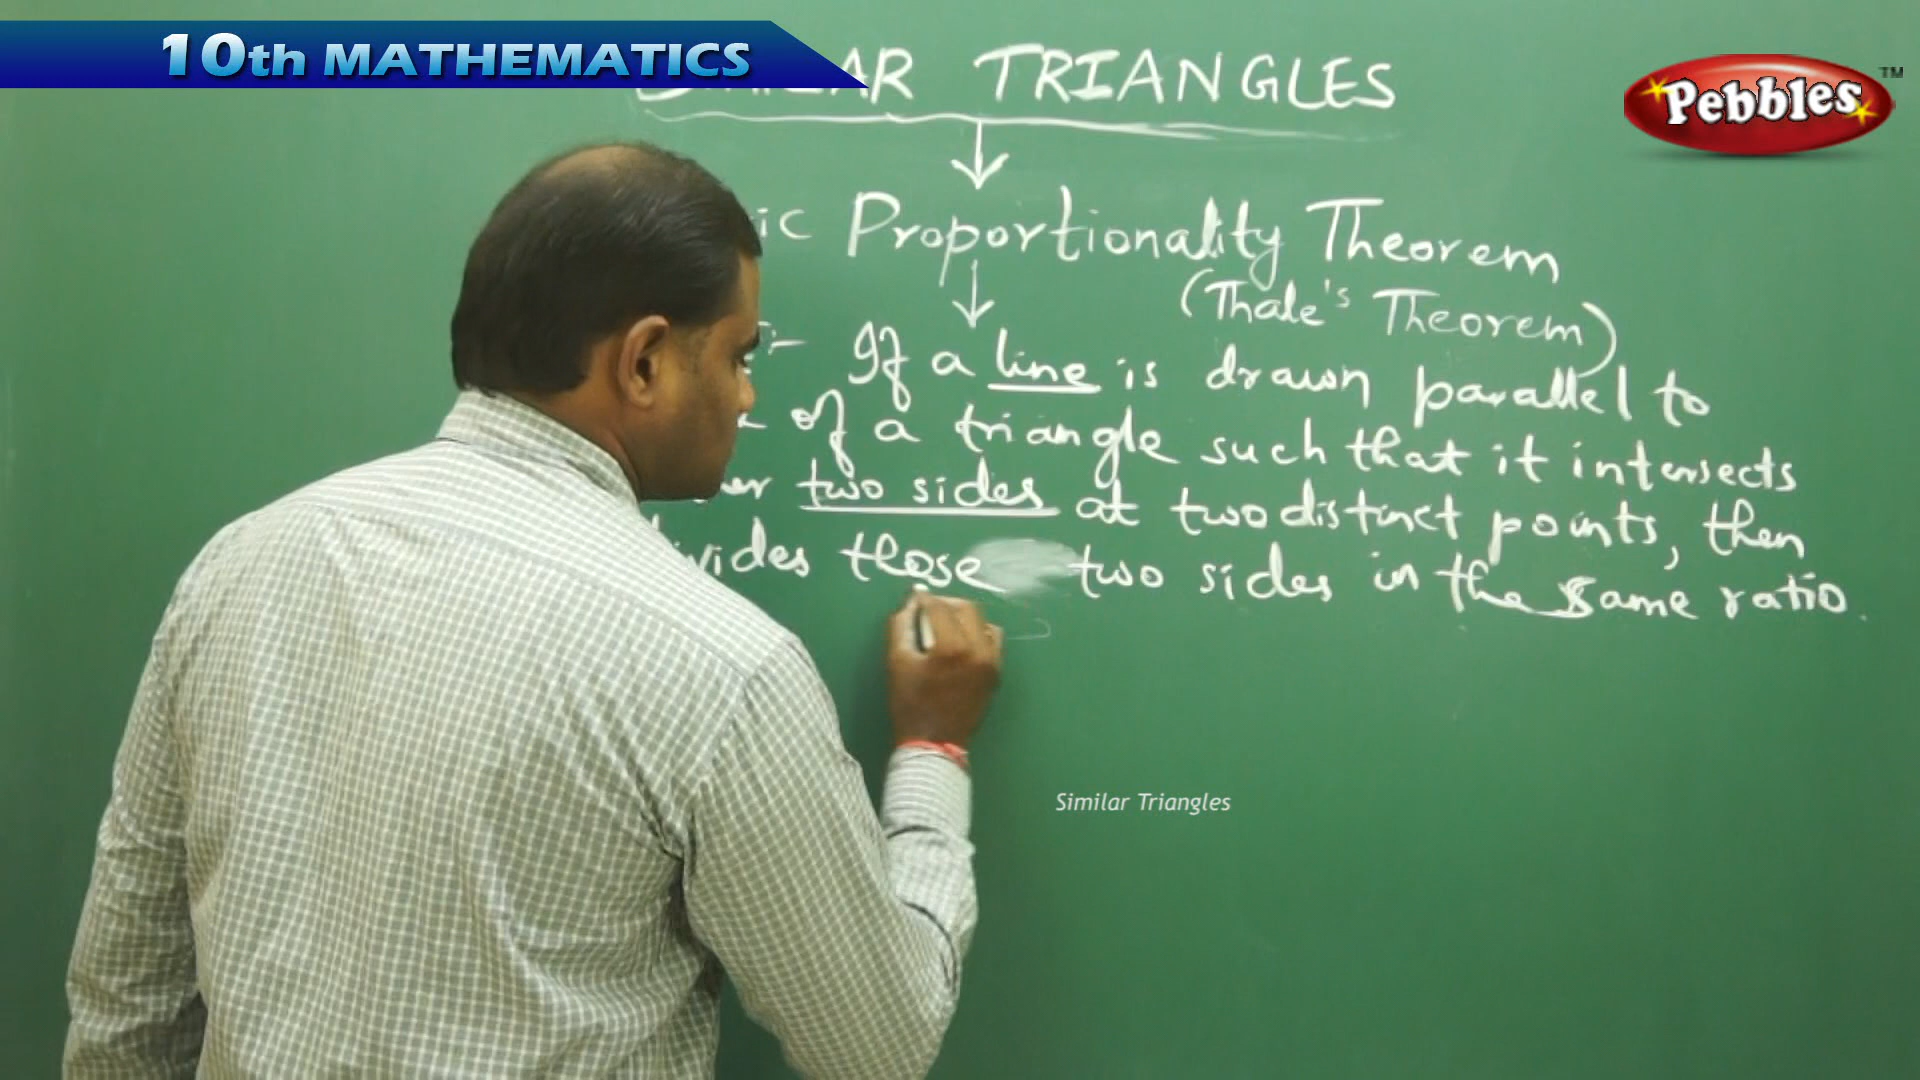 10th MATHEMATICS
Pebbles TM
TRIANGLES
Proportionality Theorem
(Thale's Theorem)
:- If a line is drawn parallel to
of a triangle such that it intersects
two sides at two distinct points, then
those two sides in the same ratio.
Similar Triangles